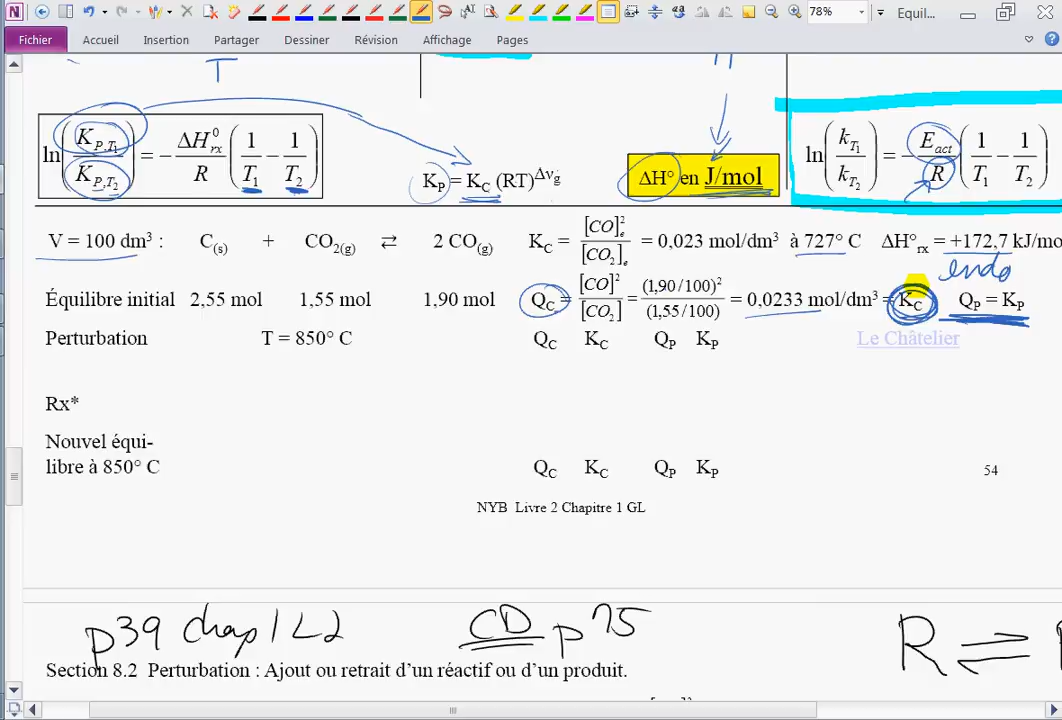 78% Equil...
Fichier Accueil Insertion Partager Dessiner Révision Affichage Pages
T
ln(K_P,T1 / K_P,T2) = − ΔH⁰rx / R (1/T1 − 1/T2)
K_P = K_C (RT)^Δνg
ΔH° en J/mol
ln(k_T1 / k_T2) = − E_act / R (1/T1 − 1/T2)
V = 100 dm³ : C(s) + CO2(g) ⇄ 2 CO(g) K_C = [CO]²e / [CO2]e = 0,023 mol/dm³ à 727° C ΔH°rx = +172,7 kJ/mo
endo
Équilibre initial 2,55 mol 1,55 mol 1,90 mol Q_C = [CO]² / [CO2] = (1,90/100)² / (1,55/100) = 0,0233 mol/dm³ = K_C Q_P = K_P
Perturbation T = 850° C Q_C K_C Q_P K_P Le Châtelier
Rx*
Nouvel équi-
libre à 850° C Q_C K_C Q_P K_P 54
NYB Livre 2 Chapitre 1 GL
p39 chap 1 L2 CD p75 R ⇌
Section 8.2 Perturbation : Ajout ou retrait d’un réactif ou d’un produit.